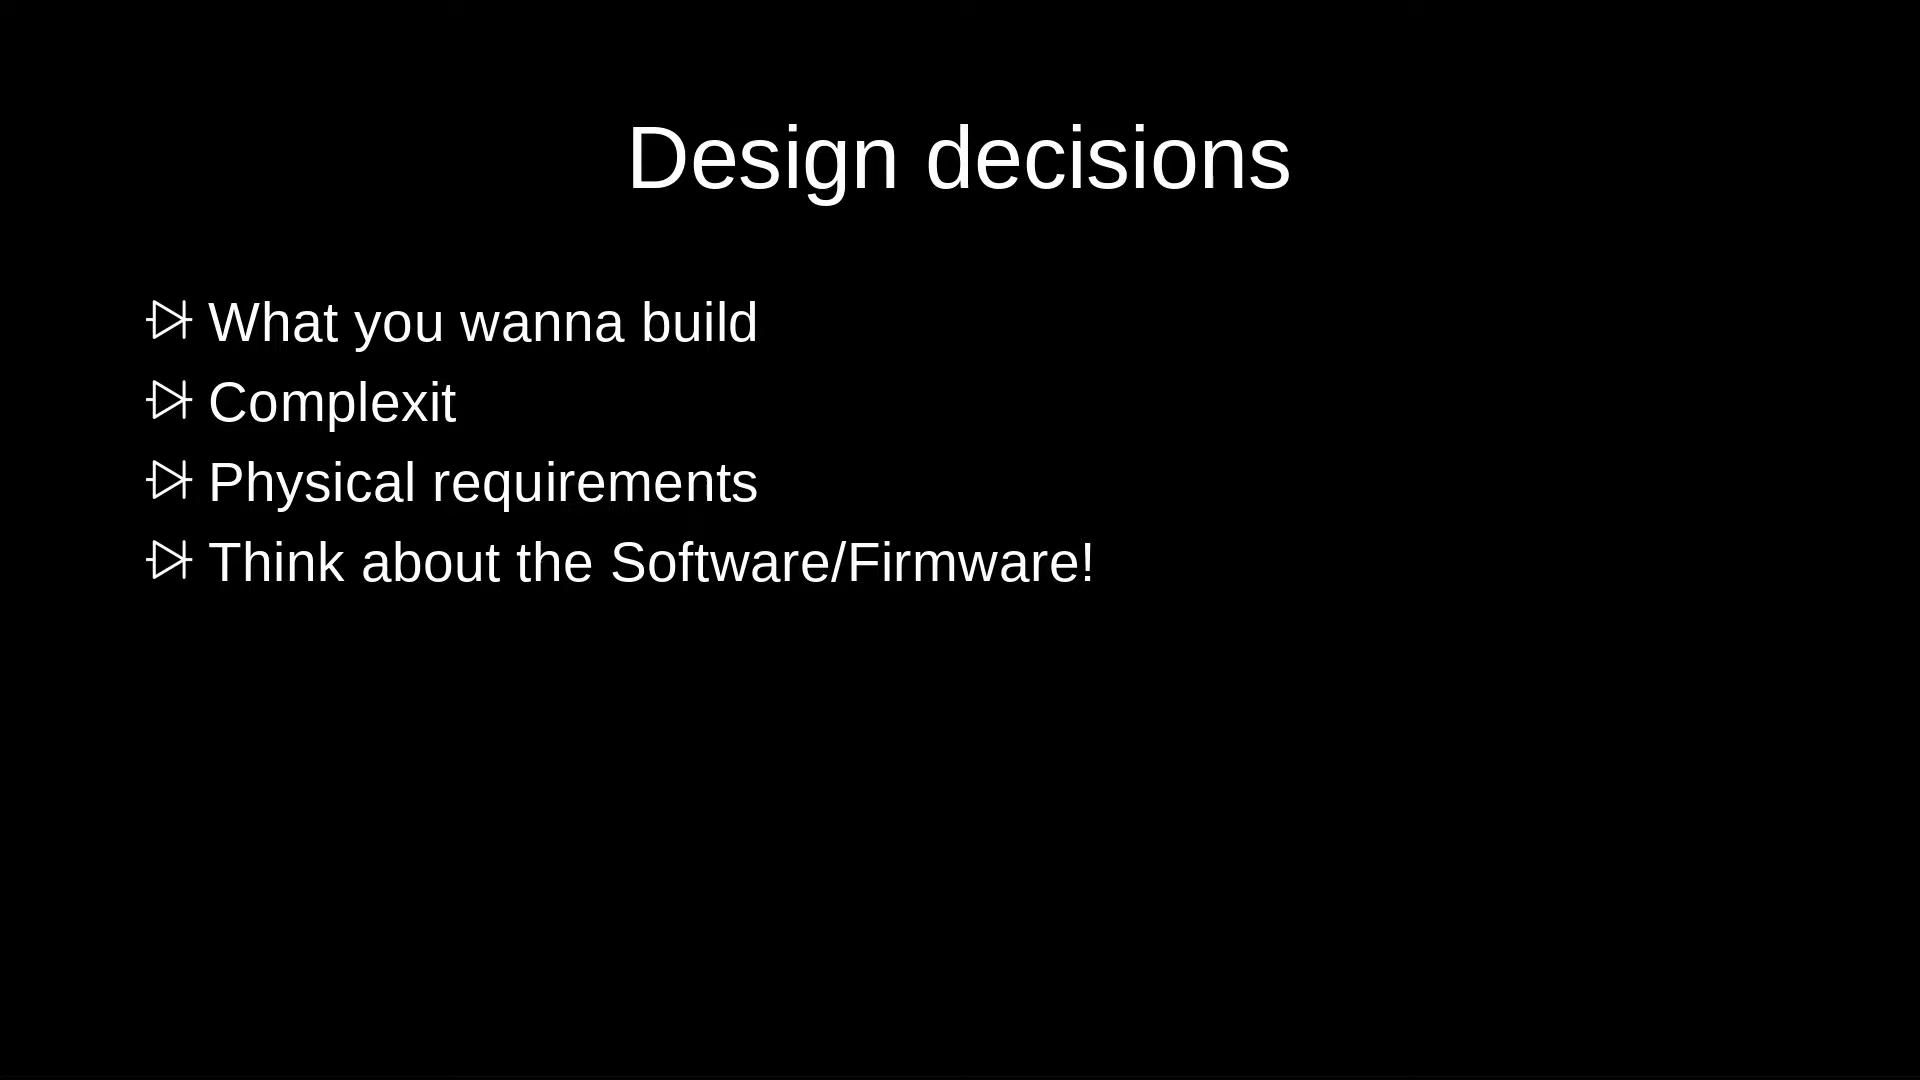 Design decisions
What you wanna build
Complexit
Physical requirements
Think about the Software/Firmware!